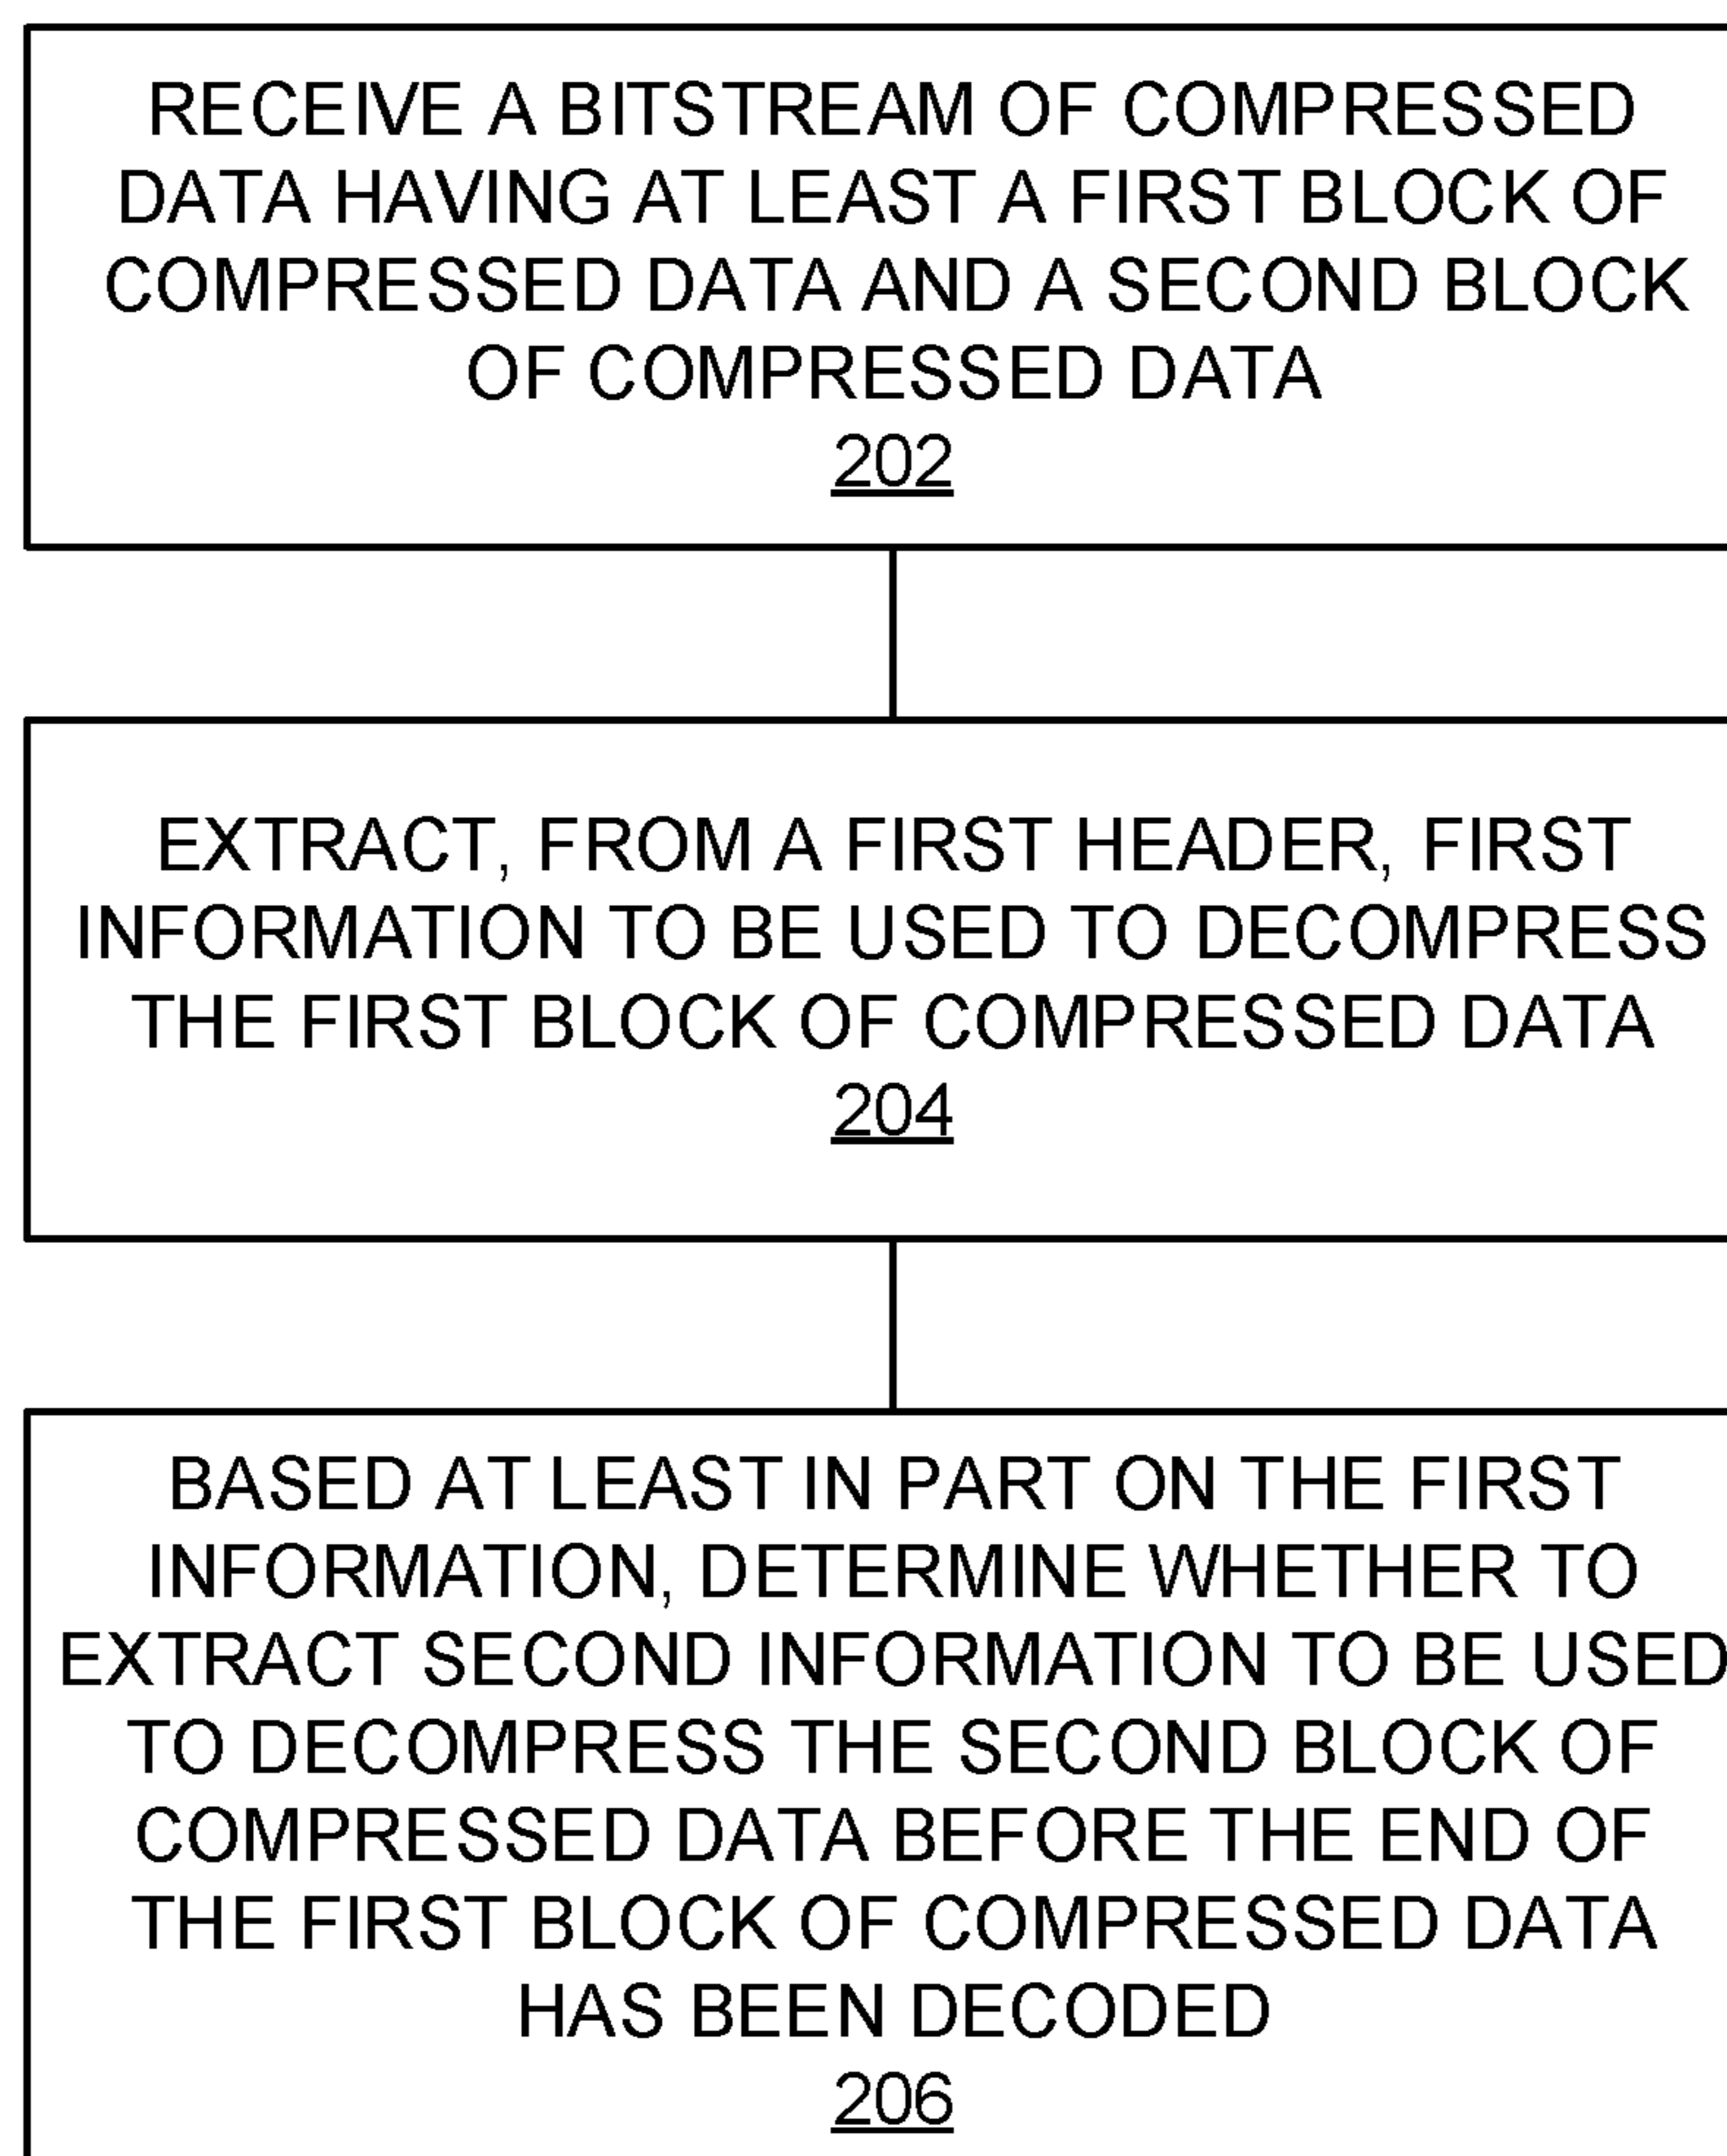 RECEIVE A BITSTREAM OF COMPRESSED
DATA HAVING AT LEAST A FIRST BLOCK OF
COMPRESSED DATA AND A SECOND BLOCK
OF COMPRESSED DATA
202
EXTRACT, FROM A FIRST HEADER, FIRST
INFORMATION TO BE USED TO DECOMPRESS
THE FIRST BLOCK OF COMPRESSED DATA
204
BASED AT LEAST IN PART ON THE FIRST
INFORMATION, DETERMINE WHETHER TO
EXTRACT SECOND INFORMATION TO BE USED
TO DECOMPRESS THE SECOND BLOCK OF
COMPRESSED DATA BEFORE THE END OF
THE FIRST BLOCK OF COMPRESSED DATA
HAS BEEN DECODED
206